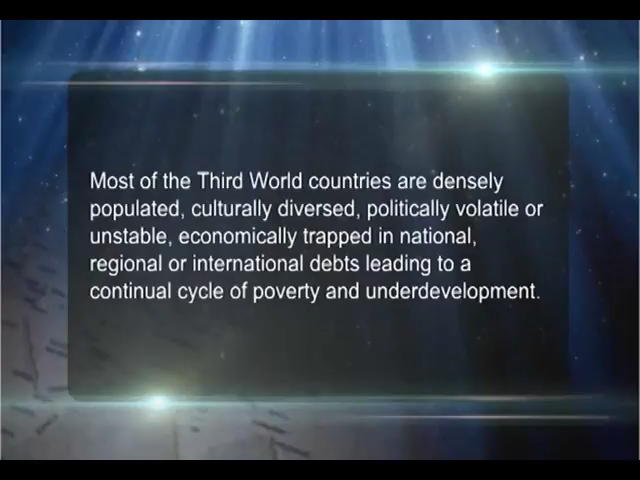 Most of the Third World countries are densely
populated, culturally diversed, politically volatile or
unstable, economically trapped in national,
regional or international debts leading to a
continual cycle of poverty and underdevelopment.